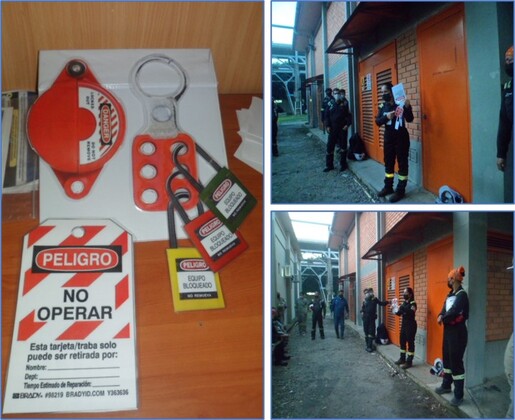 DANGER
PELIGRO
EQUIPO
BLOQUEADO
PELIGRO
EQUIPO
BLOQUEADO
PELIGRO
EQUIPO
BLOQUEADO
PELIGRO
NO
OPERAR
Esta tarjeta/traba solo
puede ser retirada por:
Nombre:
Dept:
Tiempo Estimado de Reparación:
BRADY #98219 BRADYID.COM Y363636